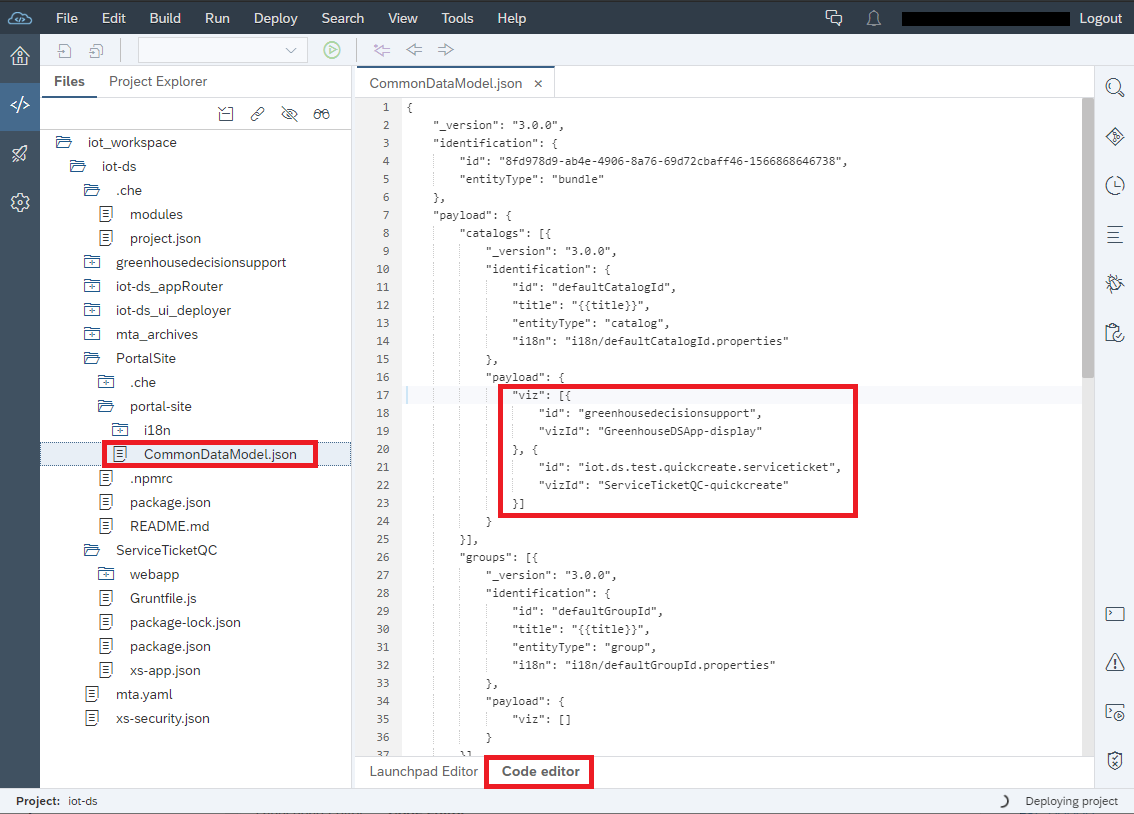 File Edit Build Run Deploy Search View Tools Help Logout
Files Project Explorer
iot_workspace
iot-ds
.che
modules
project.json
greenhousedecisionsupport
iot-ds_appRouter
iot-ds_ui_deployer
mta_archives
PortalSite
.che
portal-site
i18n
CommonDataModel.json
.npmrc
package.json
README.md
ServiceTicketQC
webapp
Gruntfile.js
package-lock.json
package.json
xs-app.json
mta.yaml
xs-security.json
CommonDataModel.json ×
1 {
2 "_version": "3.0.0",
3 "identification": {
4 "id": "8fd978d9-ab4e-4906-8a76-69d72cbaff46-1566868646738",
5 "entityType": "bundle"
6 },
7 "payload": {
8 "catalogs": [{
9 "_version": "3.0.0",
10 "identification": {
11 "id": "defaultCatalogId",
12 "title": "{{title}}",
13 "entityType": "catalog",
14 "i18n": "i18n/defaultCatalogId.properties"
15 },
16 "payload": {
17 "viz": [{
18 "id": "greenhousedecisionsupport",
19 "vizId": "GreenhouseDSApp-display"
20 }, {
21 "id": "iot.ds.test.quickcreate.serviceticket",
22 "vizId": "ServiceTicketQC-quickcreate"
23 }]
24 }
25 }],
26 "groups": [{
27 "_version": "3.0.0",
28 "identification": {
29 "id": "defaultGroupId",
30 "title": "{{title}}",
31 "entityType": "group",
32 "i18n": "i18n/defaultGroupId.properties"
33 },
34 "payload": {
35 "viz": []
36 }
37 }]
Launchpad Editor Code editor
Project: iot-ds Deploying project